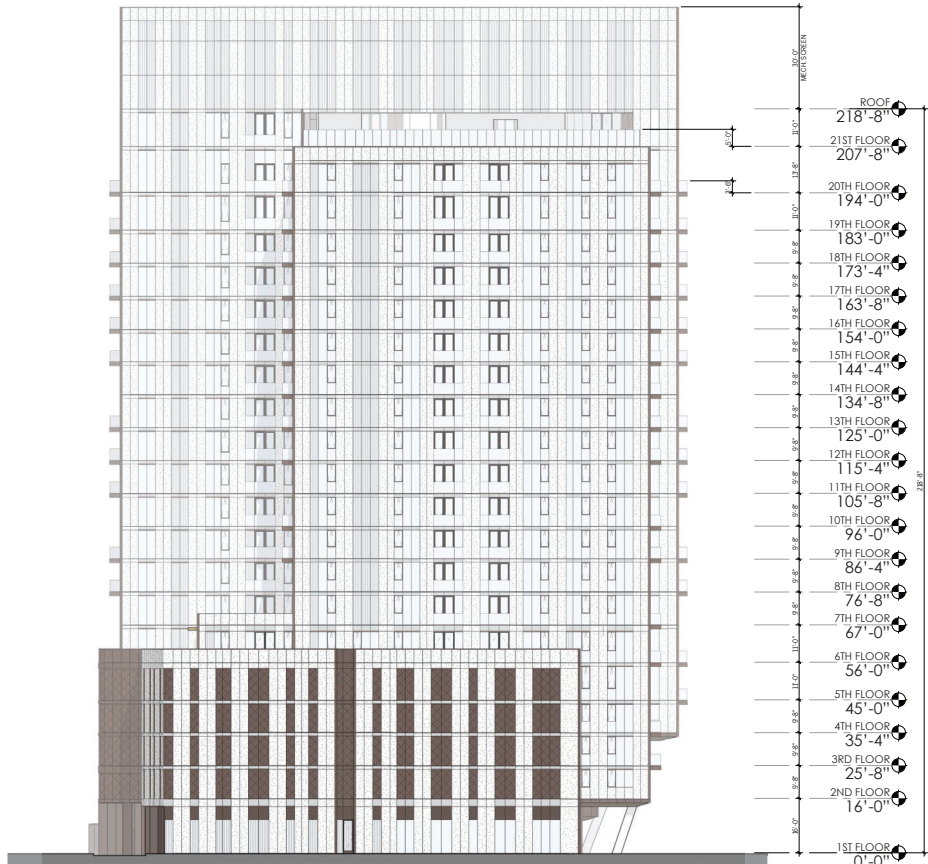 30'-0"
MECH. SCREEN
ROOF
218'-8"
11'-0"
5'-0"
21ST FLOOR
207'-8"
13'-8"
20TH FLOOR
194'-0"
11'-0"
19TH FLOOR
183'-0"
9'-8"
18TH FLOOR
173'-4"
9'-8"
17TH FLOOR
163'-8"
9'-8"
16TH FLOOR
154'-0"
9'-8"
15TH FLOOR
144'-4"
9'-8"
14TH FLOOR
134'-8"
9'-8"
13TH FLOOR
125'-0"
9'-8"
12TH FLOOR
115'-4"
9'-8"
11TH FLOOR
105'-8"
218'-8"
9'-8"
10TH FLOOR
96'-0"
9'-8"
9TH FLOOR
86'-4"
9'-8"
8TH FLOOR
76'-8"
9'-8"
7TH FLOOR
67'-0"
11'-0"
6TH FLOOR
56'-0"
11'-0"
5TH FLOOR
45'-0"
9'-8"
4TH FLOOR
35'-4"
9'-8"
3RD FLOOR
25'-8"
9'-8"
2ND FLOOR
16'-0"
16'-0"
1ST FLOOR
0'-0"